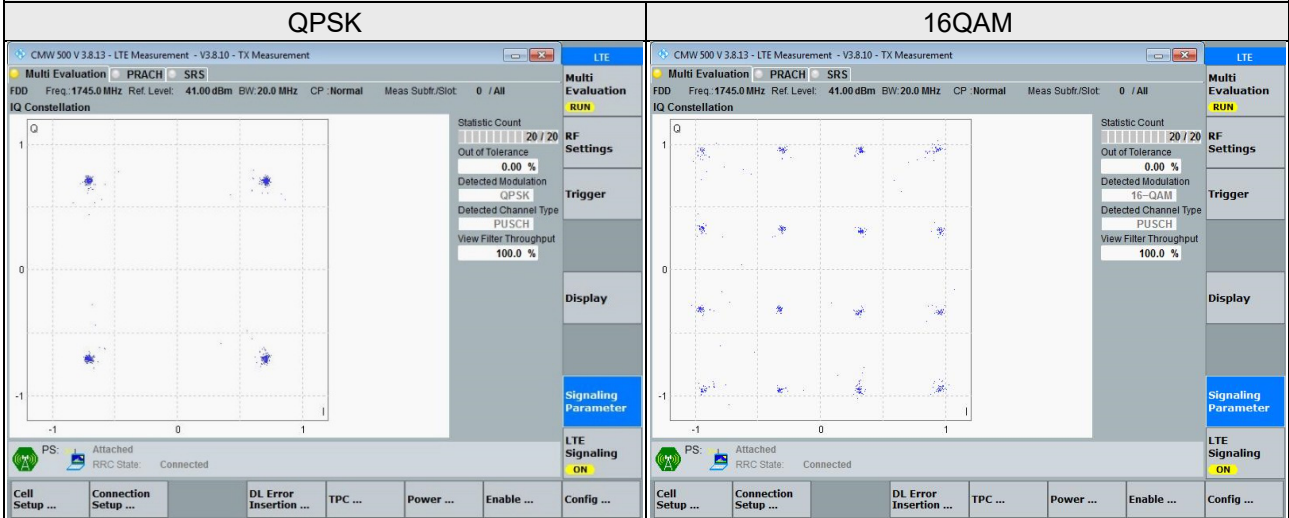 QPSK
CMW 500 V 3.8.13 - LTE Measurement - V3.8.10 - TX Measurement
LTE
Multi Evaluation PRACH SRS
FDD Freq.:1745.0 MHz Ref. Level: 41.00 dBm BW: 20.0 MHz CP :Normal Meas Subfr./Slot: 0 / All
IQ Constellation
Q
1
0
-1
-1 0 1
I
Statistic Count
20 / 20
Out of Tolerance
0.00 %
Detected Modulation
QPSK
Detected Channel Type
PUSCH
View Filter Throughput
100.0 %
Multi
Evaluation
RUN
RF
Settings
Trigger
Display
Signaling
Parameter
LTE
Signaling
ON
PS: Attached
RRC State: Connected
Cell
Setup ...
Connection
Setup ...
DL Error
Insertion ...
TPC ...
Power ...
Enable ...
Config ...
16QAM
CMW 500 V 3.8.13 - LTE Measurement - V3.8.10 - TX Measurement
LTE
Multi Evaluation PRACH SRS
FDD Freq.:1745.0 MHz Ref. Level: 41.00 dBm BW: 20.0 MHz CP :Normal Meas Subfr./Slot: 0 / All
IQ Constellation
Q
1
0
-1
-1 0 1
I
Statistic Count
20 / 20
Out of Tolerance
0.00 %
Detected Modulation
16-QAM
Detected Channel Type
PUSCH
View Filter Throughput
100.0 %
Multi
Evaluation
RUN
RF
Settings
Trigger
Display
Signaling
Parameter
LTE
Signaling
ON
PS: Attached
RRC State: Connected
Cell
Setup ...
Connection
Setup ...
DL Error
Insertion ...
TPC ...
Power ...
Enable ...
Config ...